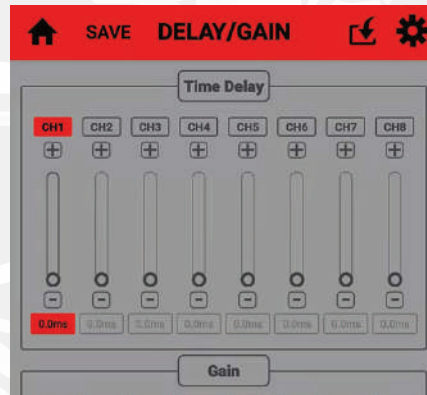 SAVE DELAY/GAIN
Time Delay
CH1 CH2 CH3 CH4 CH5 CH6 CH7 CH8
0.0ms 0.0ms 0.0ms 0.0ms 0.0ms 0.0ms 0.0ms 0.0ms
Gain